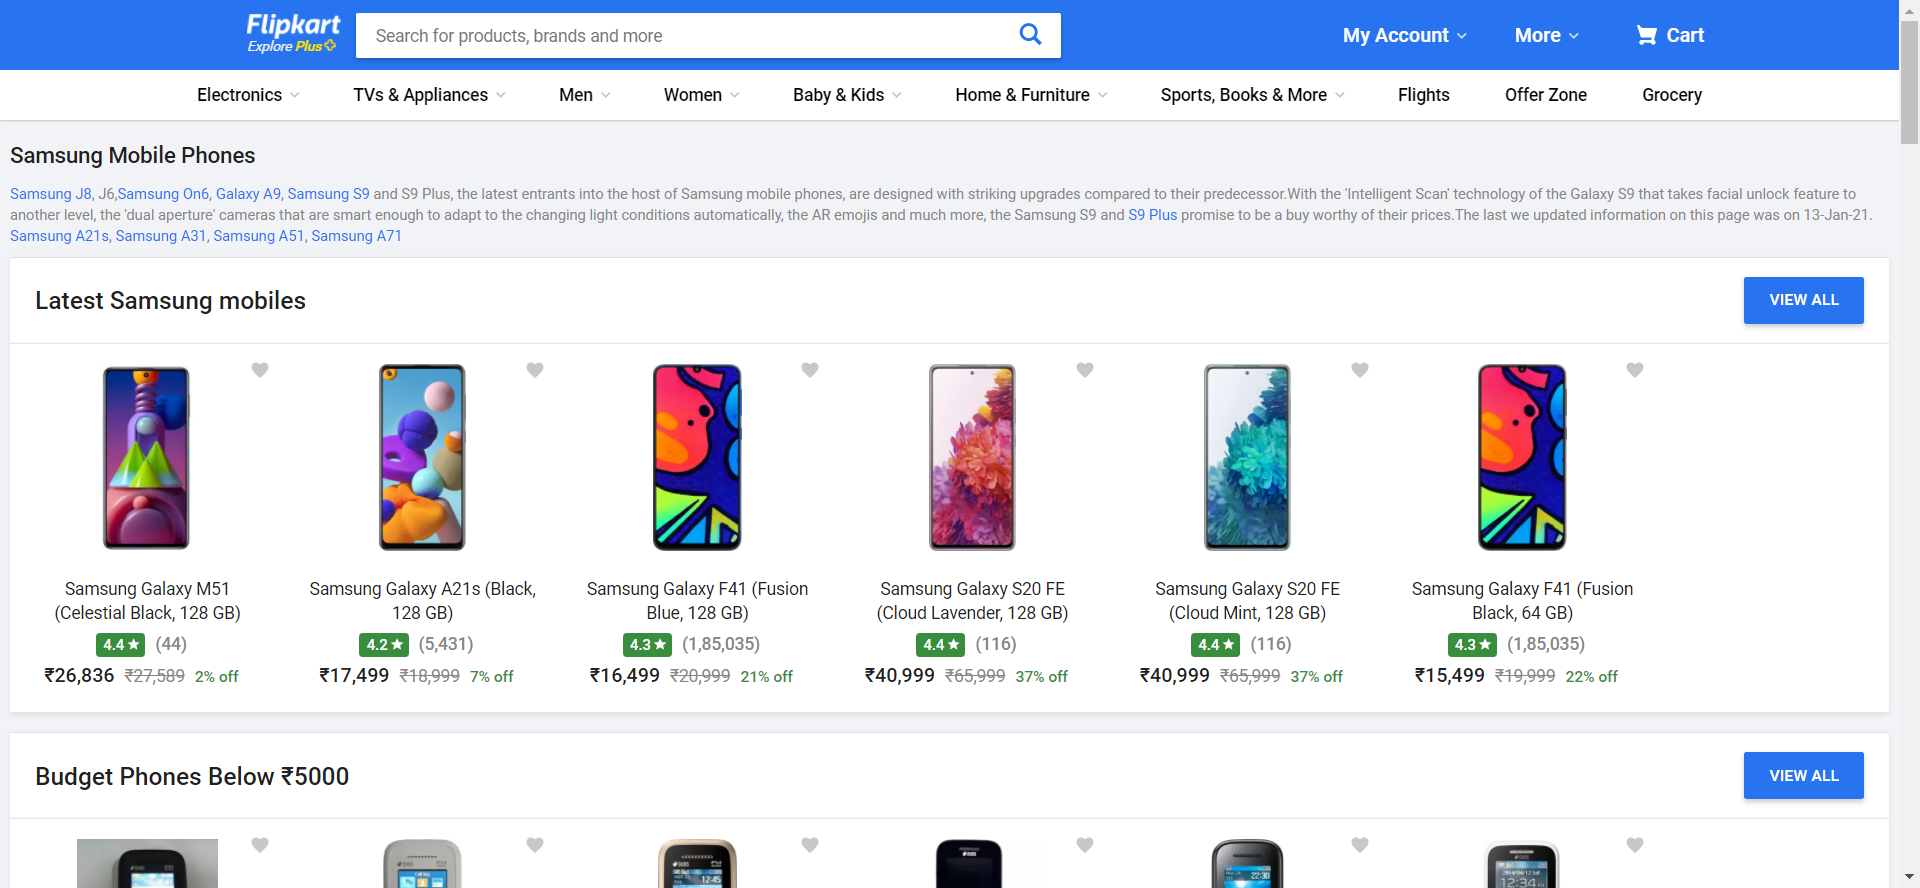 Flipkart
Explore Plus
Search for products, brands and more
My Account
More
Cart
Electronics
TVs & Appliances
Men
Women
Baby & Kids
Home & Furniture
Sports, Books & More
Flights
Offer Zone
Grocery
Samsung Mobile Phones
Samsung J8, J6,Samsung On6, Galaxy A9, Samsung S9 and S9 Plus, the latest entrants into the host of Samsung mobile phones, are designed with striking upgrades compared to their predecessor.With the 'Intelligent Scan' technology of the Galaxy S9 that takes facial unlock feature to
another level, the 'dual aperture' cameras that are smart enough to adapt to the changing light conditions automatically, the AR emojis and much more, the Samsung S9 and S9 Plus promise to be a buy worthy of their prices.The last we updated information on this page was on 13-Jan-21.
Samsung A21s, Samsung A31, Samsung A51, Samsung A71
Latest Samsung mobiles
VIEW ALL
Samsung Galaxy M51
(Celestial Black, 128 GB)
4.4 ★ (44)
₹26,836 ₹27,589 2% off
Samsung Galaxy A21s (Black,
128 GB)
4.2 ★ (5,431)
₹17,499 ₹18,999 7% off
Samsung Galaxy F41 (Fusion
Blue, 128 GB)
4.3 ★ (1,85,035)
₹16,499 ₹20,999 21% off
Samsung Galaxy S20 FE
(Cloud Lavender, 128 GB)
4.4 ★ (116)
₹40,999 ₹65,999 37% off
Samsung Galaxy S20 FE
(Cloud Mint, 128 GB)
4.4 ★ (116)
₹40,999 ₹65,999 37% off
Samsung Galaxy F41 (Fusion
Black, 64 GB)
4.3 ★ (1,85,035)
₹15,499 ₹19,999 22% off
Budget Phones Below ₹5000
VIEW ALL
DUOS
12:45
DUOS
22:30
DUOS
12:34